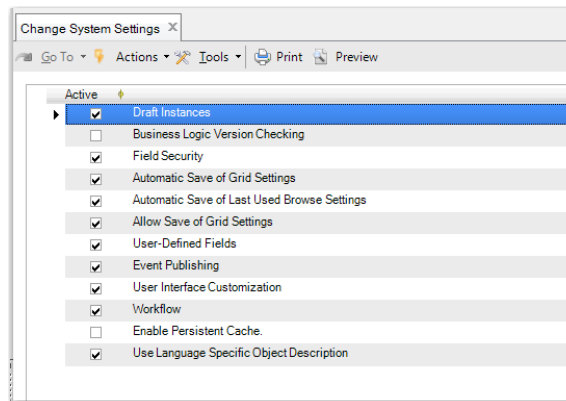 Change System Settings
Go To Actions Tools Print Preview
Active
Draft Instances
Business Logic Version Checking
Field Security
Automatic Save of Grid Settings
Automatic Save of Last Used Browse Settings
Allow Save of Grid Settings
User-Defined Fields
Event Publishing
User Interface Customization
Workflow
Enable Persistent Cache.
Use Language Specific Object Description